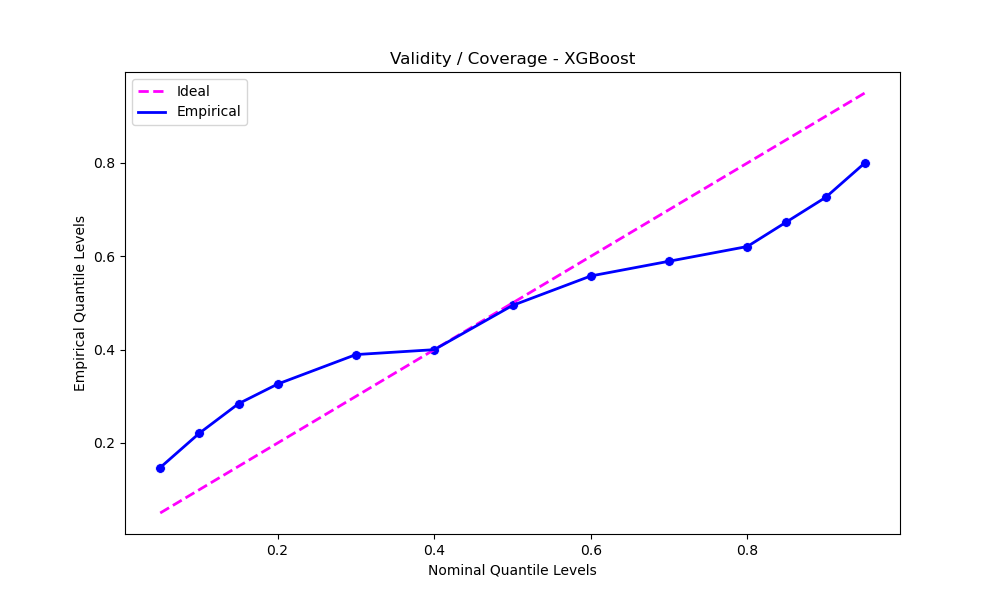 Validity / Coverage - XGBoost
Ideal
Empirical
0.8
0.6
0.4
0.2
Empirical Quantile Levels
0.2 0.4 0.6 0.8
Nominal Quantile Levels